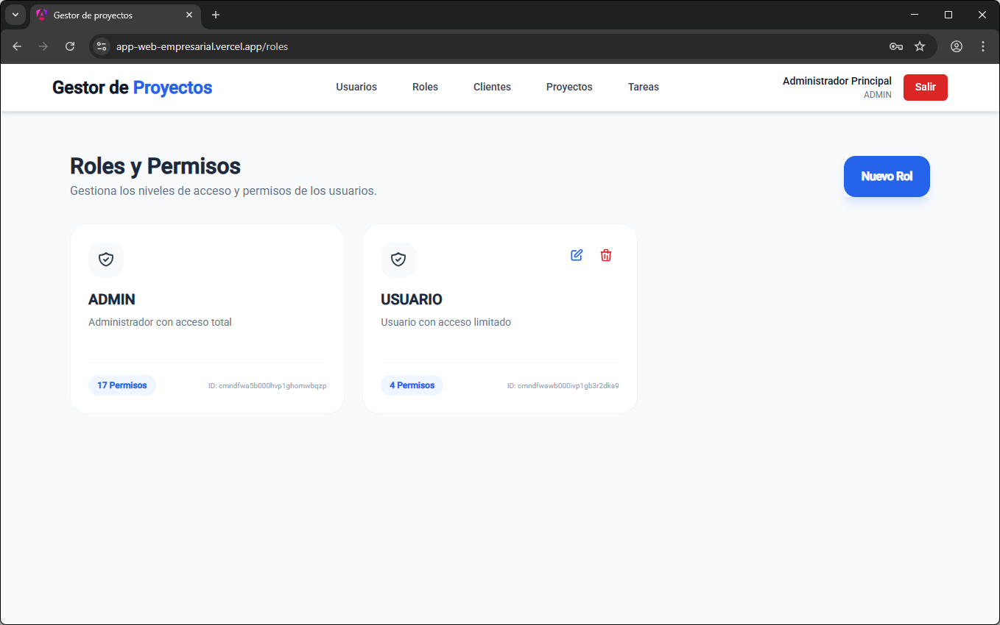 Gestor de proyectos
app-web-empresarial.vercel.app/roles
Gestor de Proyectos
Usuarios
Roles
Clientes
Proyectos
Tareas
Administrador Principal
ADMIN
Salir
Roles y Permisos
Gestiona los niveles de acceso y permisos de los usuarios.
Nuevo Rol
ADMIN
Administrador con acceso total
17 Permisos
ID: cmndfwa5b000hvp1ghomwbqzp
USUARIO
Usuario con acceso limitado
4 Permisos
ID: cmndfwawb000ivp1gb3r2dka9